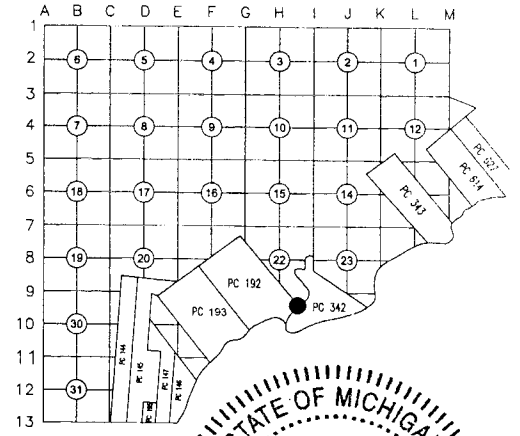 A B C D E F G H I J K L M
1
2 6 5 4 3 2 1
3
4 7 8 9 10 11 12
5
6 18 17 16 15 14
7
8 19 20 22 23
9
10 30
11
12 31
13
PC 627
PC 614
PC 343
PC 342
PC 192
PC 193
PC 144
PC 145
PC 147
PC 146
STATE OF MICHIGA